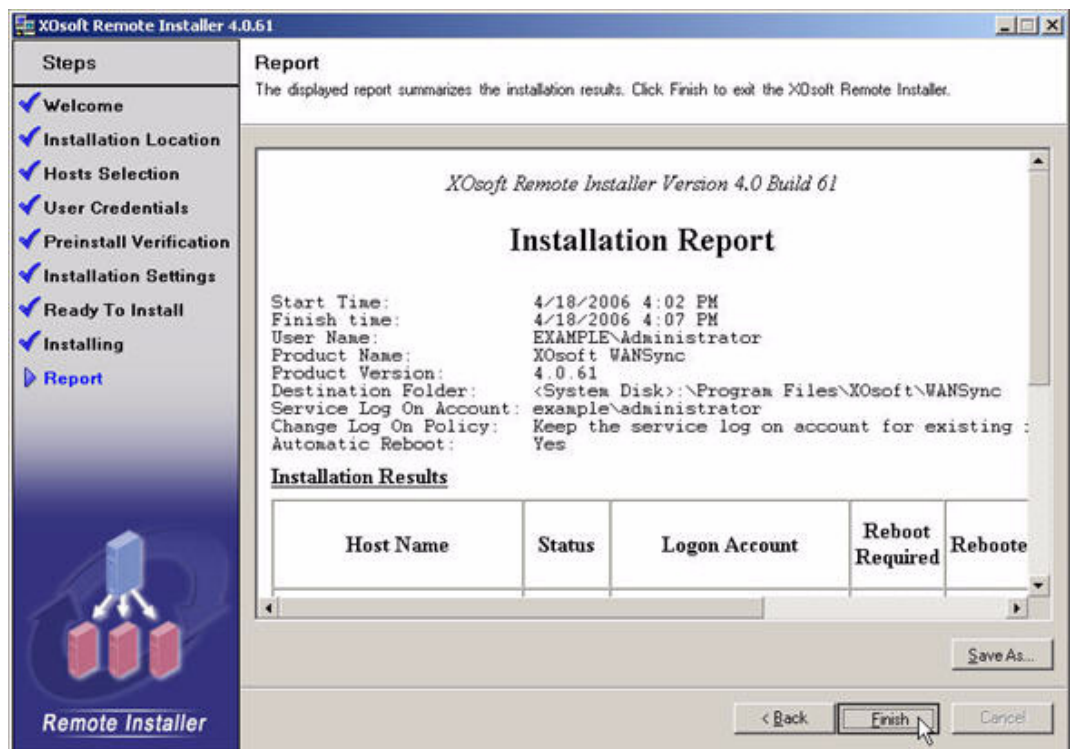 XOsoft Remote Installer 4.0.61
Steps
Welcome
Installation Location
Hosts Selection
User Credentials
Preinstall Verification
Installation Settings
Ready To Install
Installing
Report
Remote Installer
Report
The displayed report summarizes the installation results. Click Finish to exit the XOsoft Remote Installer.
XOsoft Remote Installer Version 4.0 Build 61
Installation Report
Start Time: 4/18/2006 4:02 PM
Finish time: 4/18/2006 4:07 PM
User Name: EXAMPLE\Administrator
Product Name: XOsoft WANSync
Product Version: 4.0.61
Destination Folder: <System Disk>:\Program Files\XOsoft\WANSync
Service Log On Account: example\administrator
Change Log On Policy: Keep the service log on account for existing
Automatic Reboot: Yes
Installation Results
Host Name Status Logon Account Reboot Required Reboote
Save As...
< Back Finish Cancel